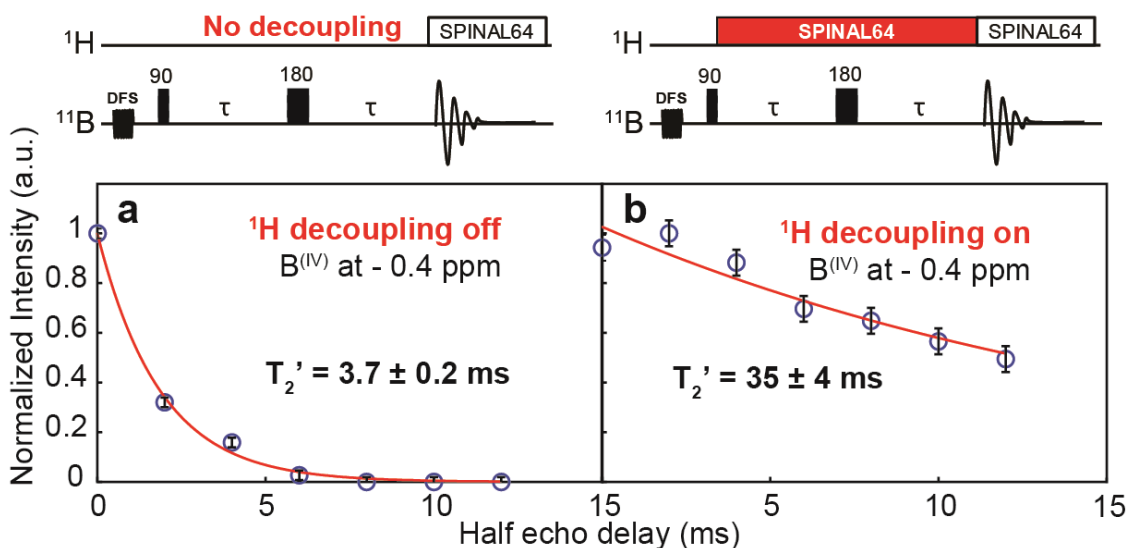 ¹H No decoupling SPINAL64
90 180
DFS τ τ
¹¹B
¹H SPINAL64 SPINAL64
90 180
DFS τ τ
¹¹B
Normalized Intensity (a.u.)
a
¹H decoupling off
B(IV) at - 0.4 ppm
T₂' = 3.7 ± 0.2 ms
b
¹H decoupling on
B(IV) at - 0.4 ppm
T₂' = 35 ± 4 ms
1
0.8
0.6
0.4
0.2
0
0 5 10 15 5 10 15
Half echo delay (ms)